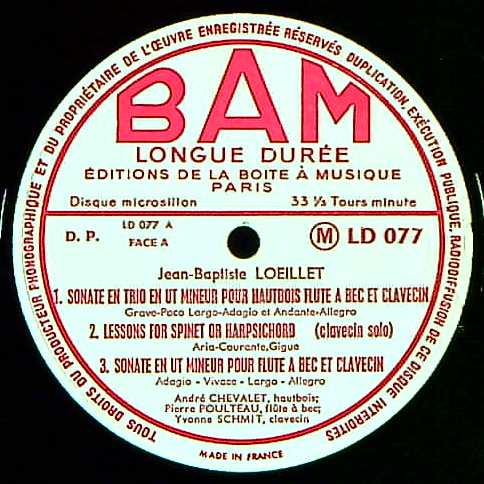 TOUS DROITS DU PRODUCTEUR PHONOGRAPHIQUE ET DU PROPRIÉTAIRE DE L'ŒUVRE ENREGISTRÉE RÉSERVÉS DUPLICATION, EXÉCUTION PUBLIQUE, RADIODIFFUSION DE CE DISQUE INTERDITES
BAM
LONGUE DURÉE
ÉDITIONS DE LA BOITE À MUSIQUE
PARIS
Disque microsillon 33 ⅓ Tours minute
D. P. LD 077 A
FACE A
Ⓜ LD 077
Jean-Baptiste LOEILLET
1. SONATE EN TRIO EN UT MINEUR POUR HAUTBOIS FLUTE A BEC ET CLAVECIN
Grave-Poco Largo-Adagio et Andante-Allegro
2. LESSONS FOR SPINET OR HARPSICHORD (clavecin solo)
Aria-Courante,Gigue
3. SONATE EN UT MINEUR POUR FLUTE A BEC ET CLAVECIN
Adagio - Vivace - Largo - Allegro
André CHEVALET, hautbois;
Pierre POULTEAU, flûte à bec;
Yvonne SCHMIT, clavecin
MADE IN FRANCE